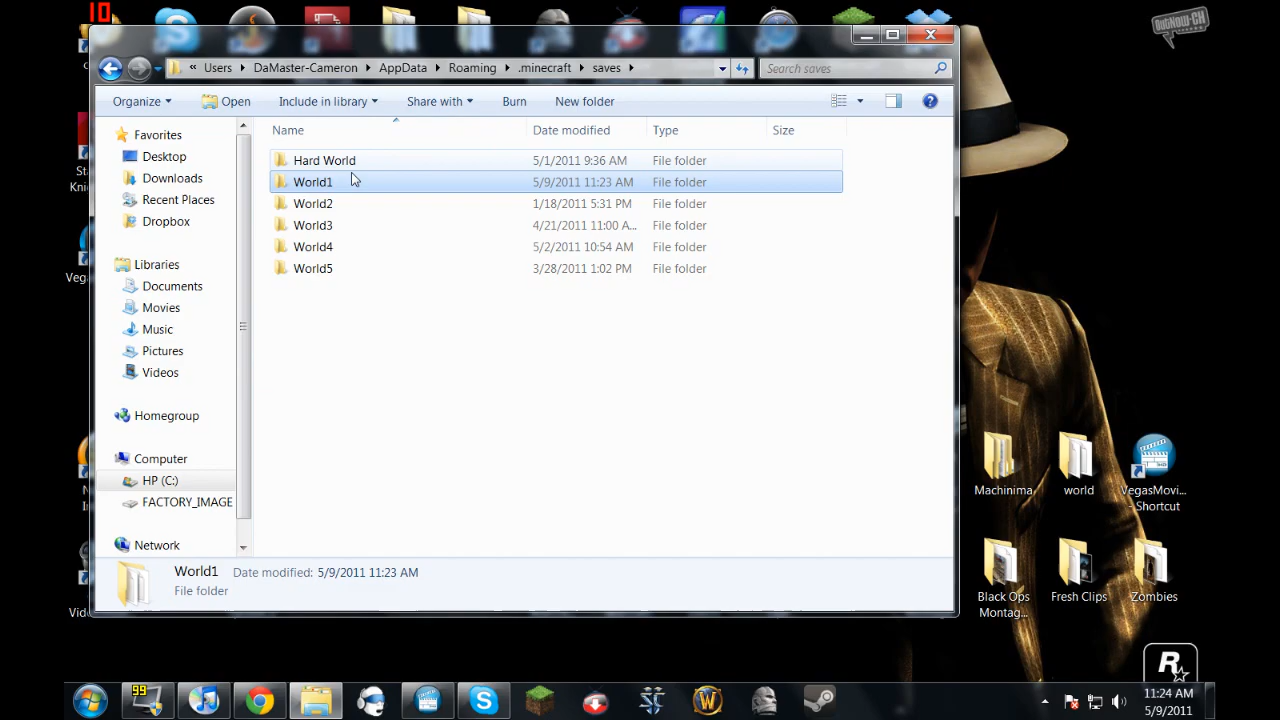 10
OUTNOW-CH
« Users DaMaster-Cameron AppData Roaming .minecraft saves
Search saves
Organize Open Include in library Share with Burn New folder
Name Date modified Type Size
Favorites
Desktop
Downloads
Recent Places
Dropbox
Libraries
Documents
Movies
Music
Pictures
Videos
Homegroup
Computer
HP (C:)
FACTORY_IMAGE
Network
Hard World 5/1/2011 9:36 AM File folder
World1 5/9/2011 11:23 AM File folder
World2 1/18/2011 5:31 PM File folder
World3 4/21/2011 11:00 A... File folder
World4 5/2/2011 10:54 AM File folder
World5 3/28/2011 1:02 PM File folder
World1 Date modified: 5/9/2011 11:23 AM
File folder
Machinima
world
VegasMovi...
- Shortcut
Black Ops
Montag...
Fresh Clips
Zombies
R
99
11:24 AM
5/9/2011